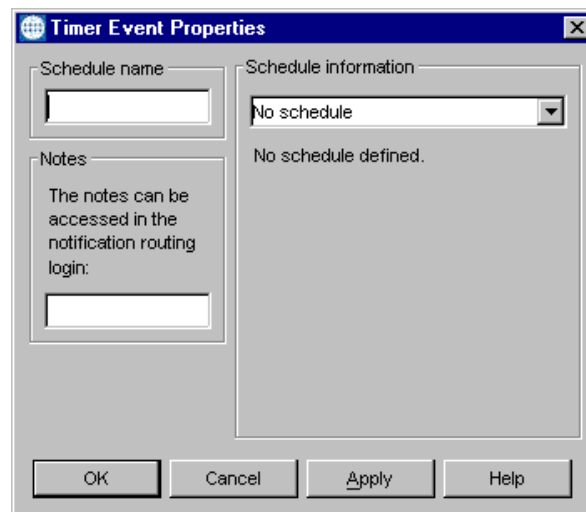 Timer Event Properties
Schedule name
Notes
The notes can be
accessed in the
notification routing
login:
Schedule information
No schedule
No schedule defined.
OK
Cancel
Apply
Help